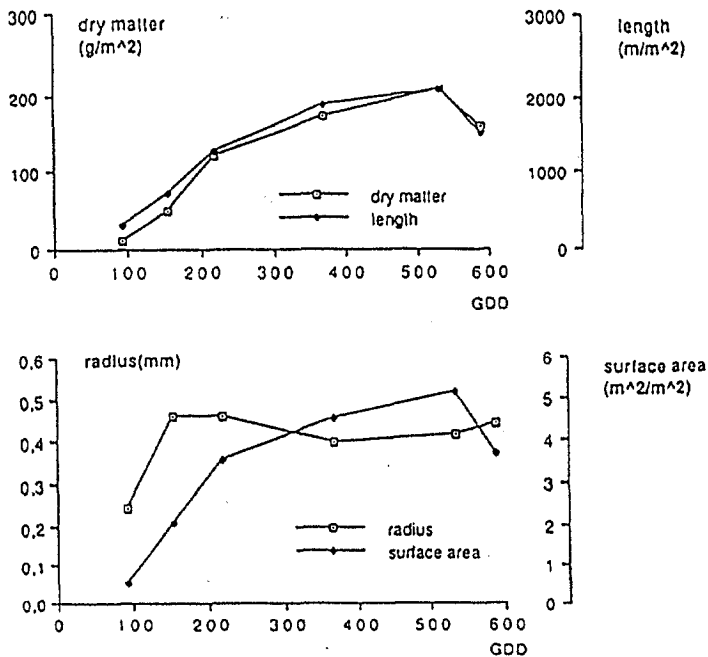 300
dry matter
(g/m^2)
200
100
0
3000
length
(m/m^2)
2000
1000
0
dry matter
length
0 100 200 300 400 500 600
GDD
0,6
radius(mm)
0,5
0,4
0,3
0,2
0,1
0,0
6
surface area
(m^2/m^2)
5
4
3
2
1
0
radius
surface area
0 100 200 300 400 500 600
GDD